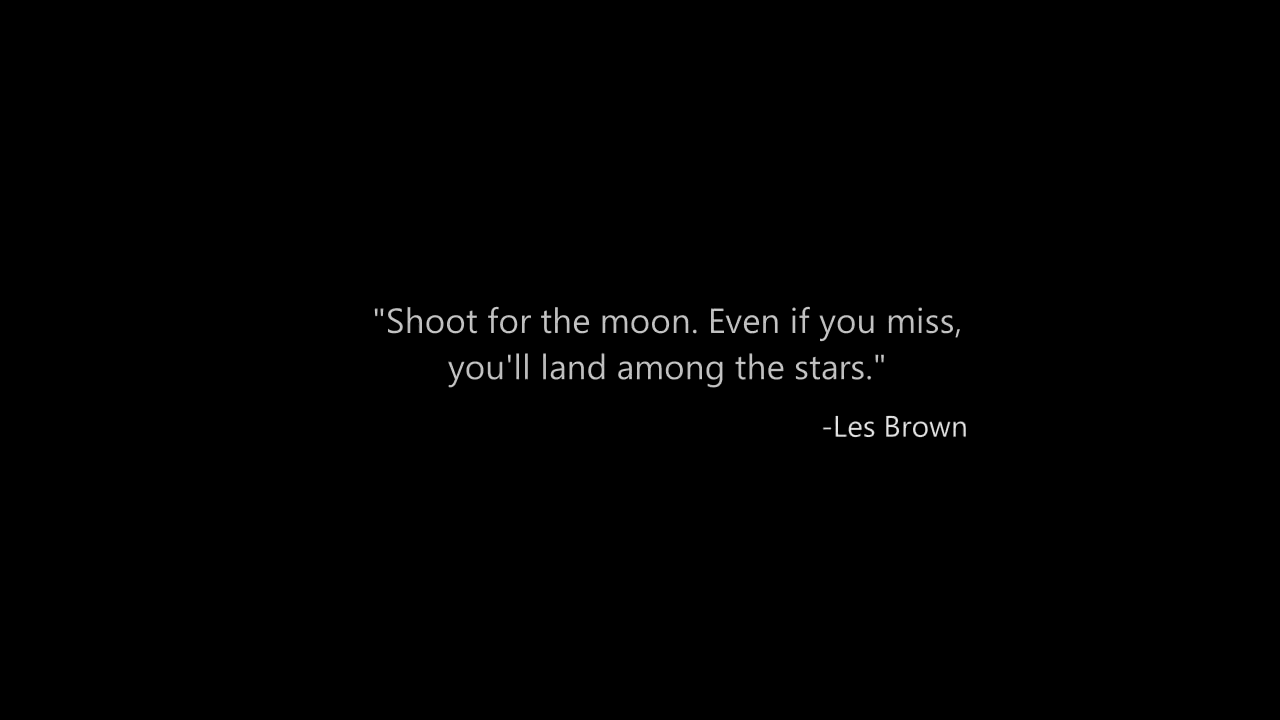 "Shoot for the moon. Even if you miss,
you'll land among the stars."
-Les Brown